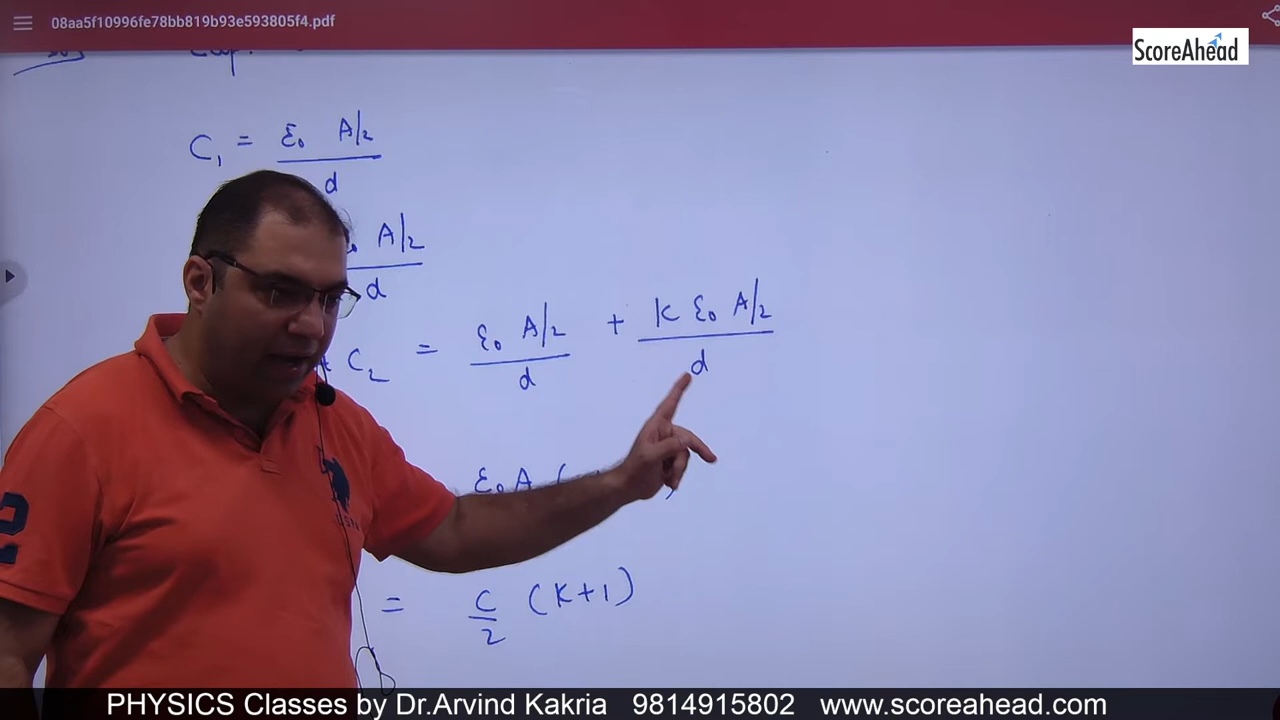 08aa5f10996fe78bb819b93e593805f4.pdf
ScoreAhead
C₁ = ε₀ A/2
d
A/2
d
C₂ = ε₀ A/2 + K ε₀ A/2
d d
ε₀A (
= C (K+1)
2
PHYSICS Classes by Dr.Arvind Kakria 9814915802 www.scoreahead.com